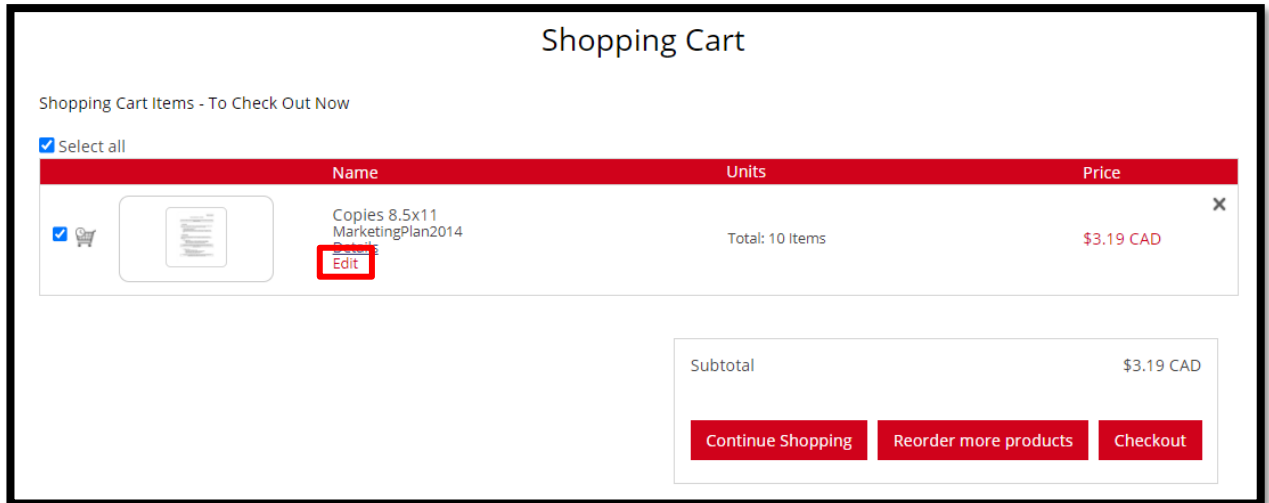 Shopping Cart
Shopping Cart Items - To Check Out Now
Select all
Name Units Price
Copies 8.5x11
MarketingPlan2014
Details
Edit
Total: 10 Items
$3.19 CAD
Subtotal $3.19 CAD
Continue Shopping Reorder more products Checkout